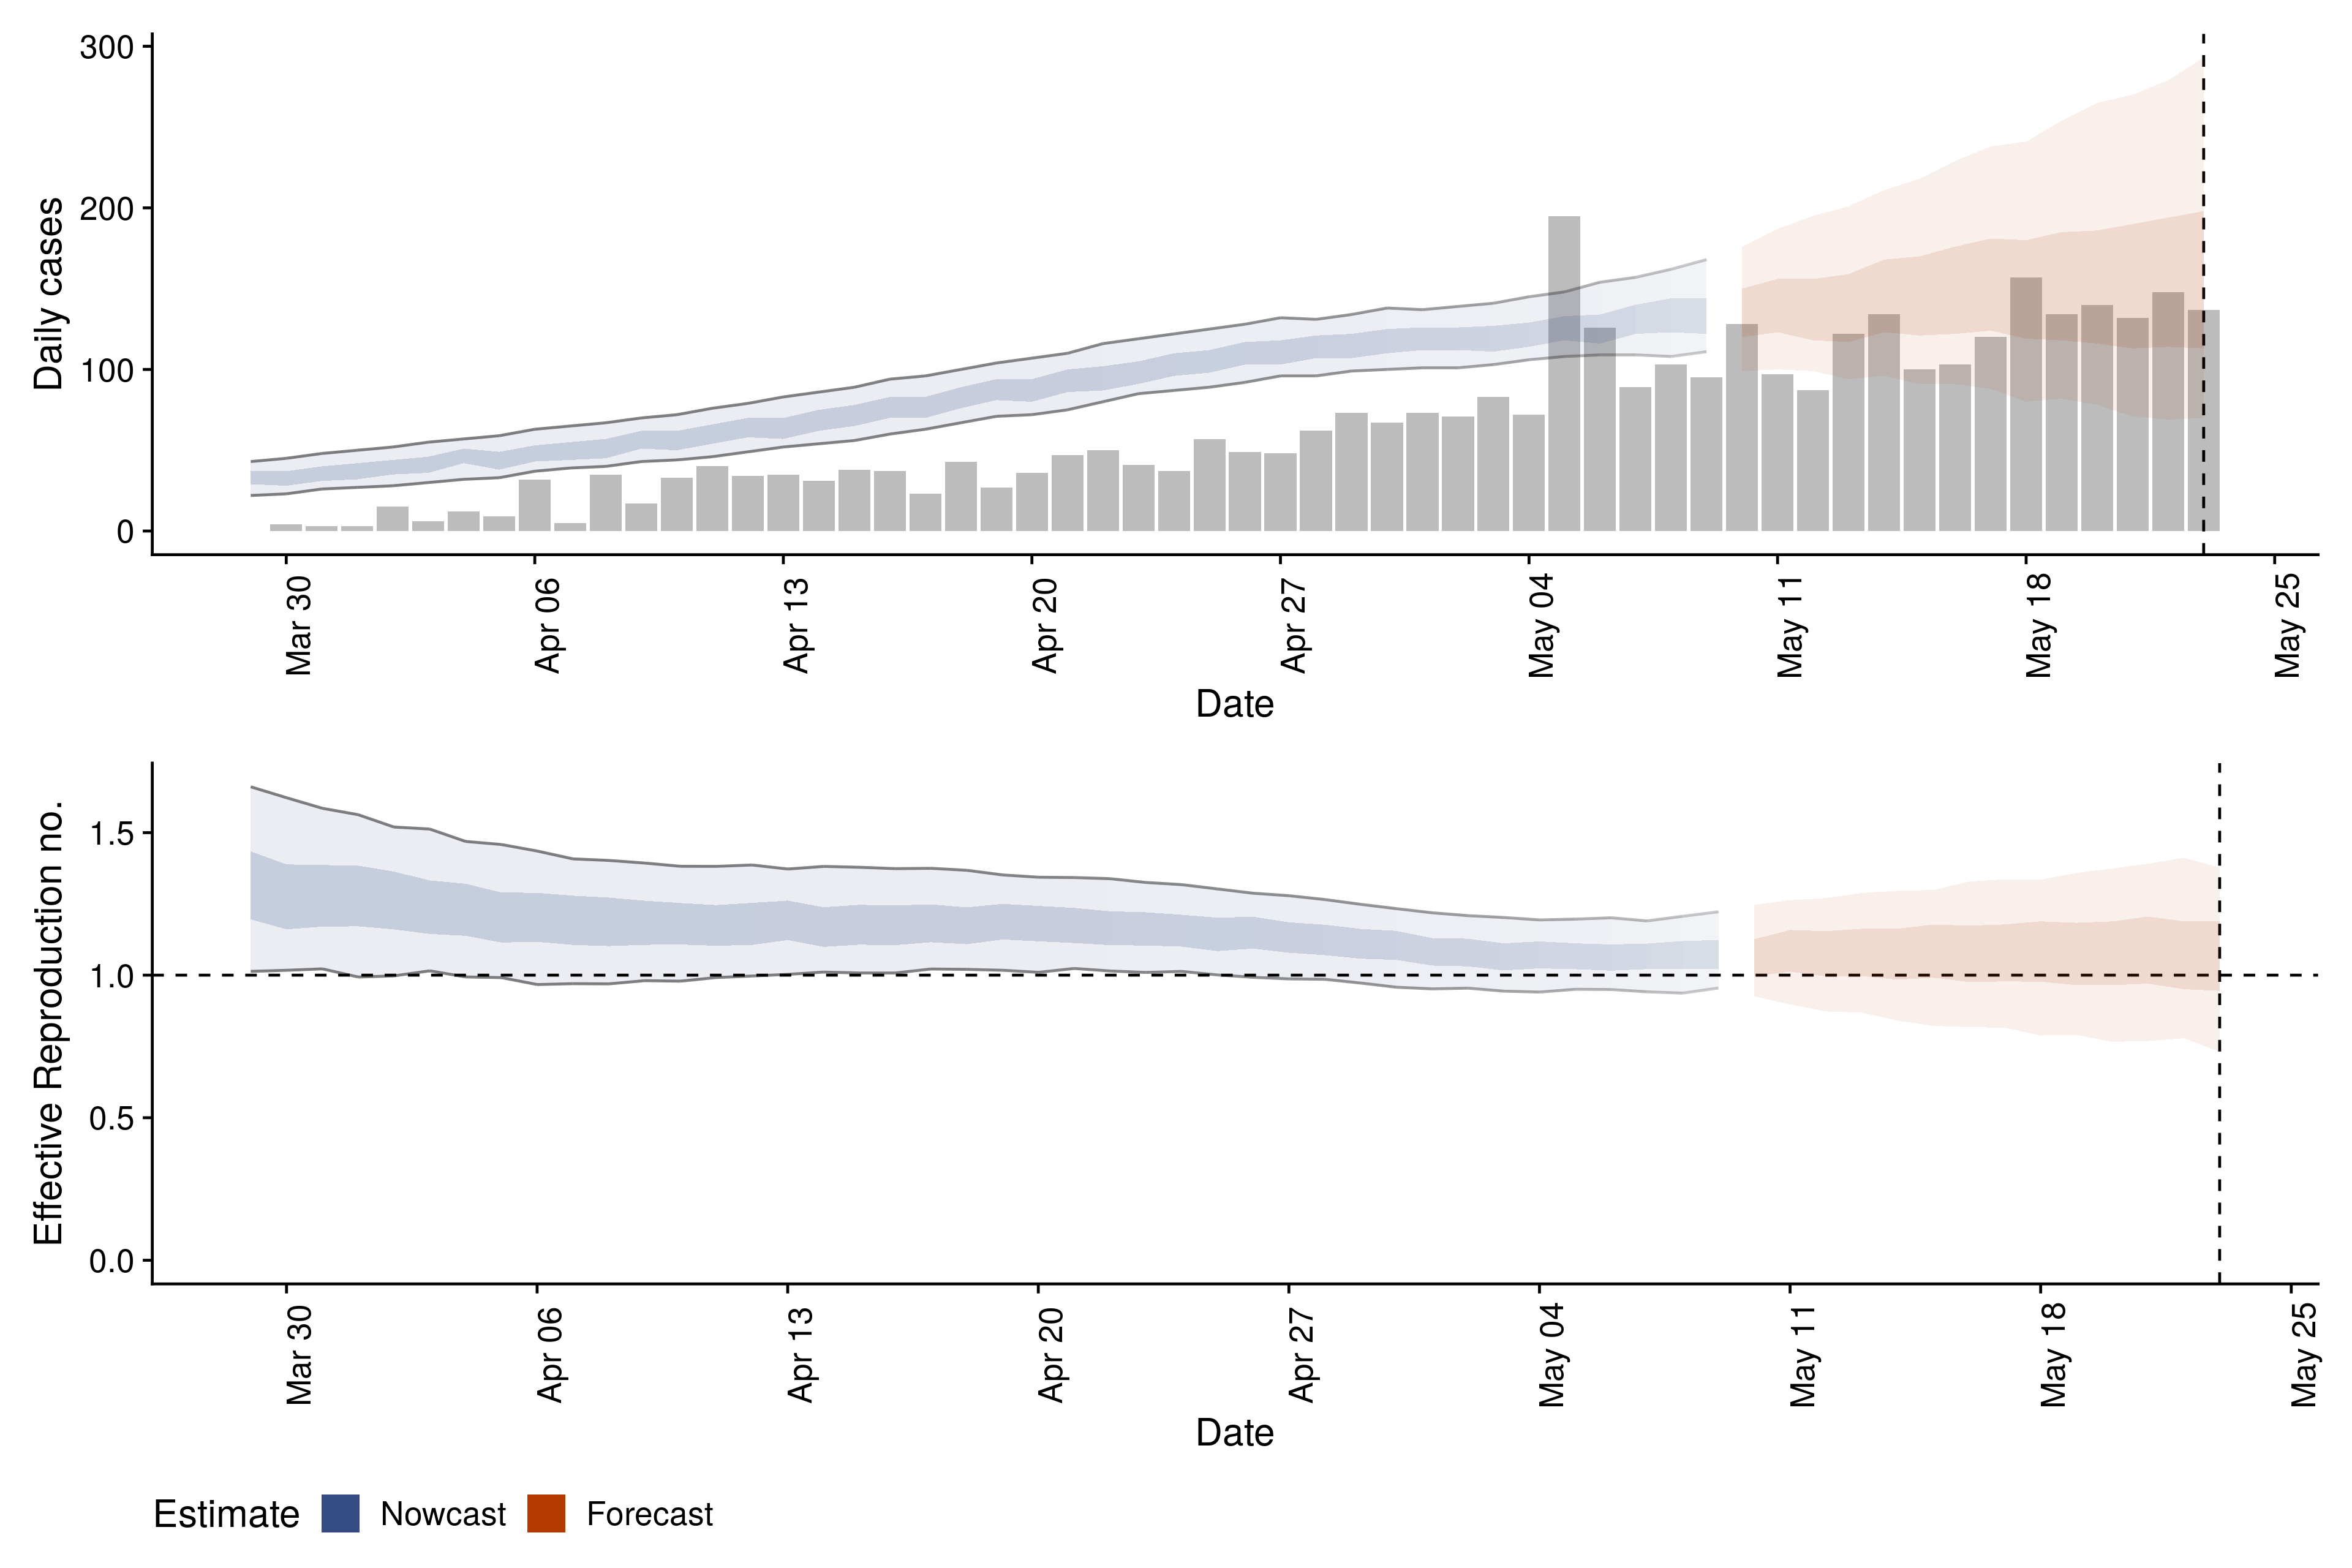 300
200
100
0
Daily cases
Mar 30
Apr 06
Apr 13
Apr 20
Apr 27
May 04
May 11
May 18
May 25
Date
1.5
1.0
0.5
0.0
Effective Reproduction no.
Mar 30
Apr 06
Apr 13
Apr 20
Apr 27
May 04
May 11
May 18
May 25
Date
Estimate Nowcast Forecast